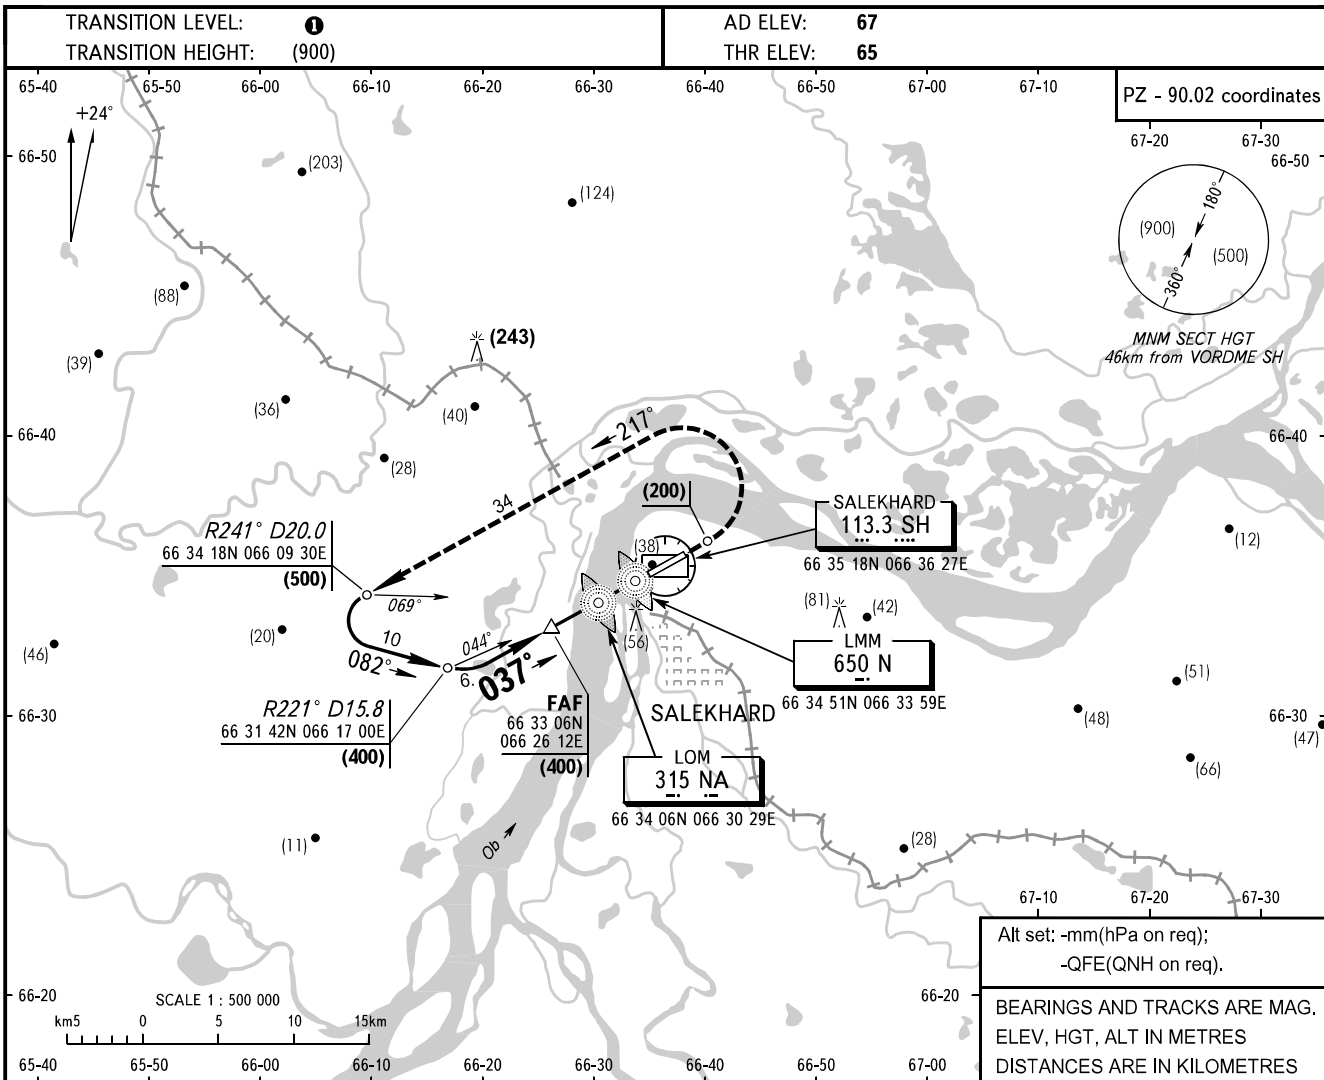 TRANSITION LEVEL: 1
TRANSITION HEIGHT: (900)
AD ELEV: 67
THR ELEV: 65
65-40 65-50 66-00 66-10 66-20 66-30 66-40 66-50 67-00 67-10
PZ - 90.02 coordinates
67-20 67-30
+24°
66-50
66-50
(203)
(124)
180°
(900)
(500)
360°
(88)
MNM SECT HGT
46km from VORDME SH
(243)
(39)
(36)
(40)
217°
66-40
66-40
(28)
34
(200)
SALEKHARD
113.3 SH
66 35 18N 066 36 27E
(12)
R241° D20.0
66 34 18N 066 09 30E
(500)
(38)
069°
(81)
(42)
(20)
10
044°
(56)
(46)
082°
6.
037°
LMM
650 N
66 34 51N 066 33 59E
(51)
R221° D15.8
66 31 42N 066 17 00E
(400)
FAF
66 33 06N
066 26 12E
(400)
SALEKHARD
(48)
66-30
(47)
(66)
LOM
315 NA
66 34 06N 066 30 29E
(11)
Ob
(28)
67-10 67-20 67-30
Alt set: -mm(hPa on req);
-QFE(QNH on req).
66-20
66-20
SCALE 1 : 500 000
km5 0 5 10 15km
BEARINGS AND TRACKS ARE MAG.
ELEV, HGT, ALT IN METRES
DISTANCES ARE IN KILOMETRES
65-40 65-50 66-00 66-10 66-20 66-30 66-40 66-50 67-00